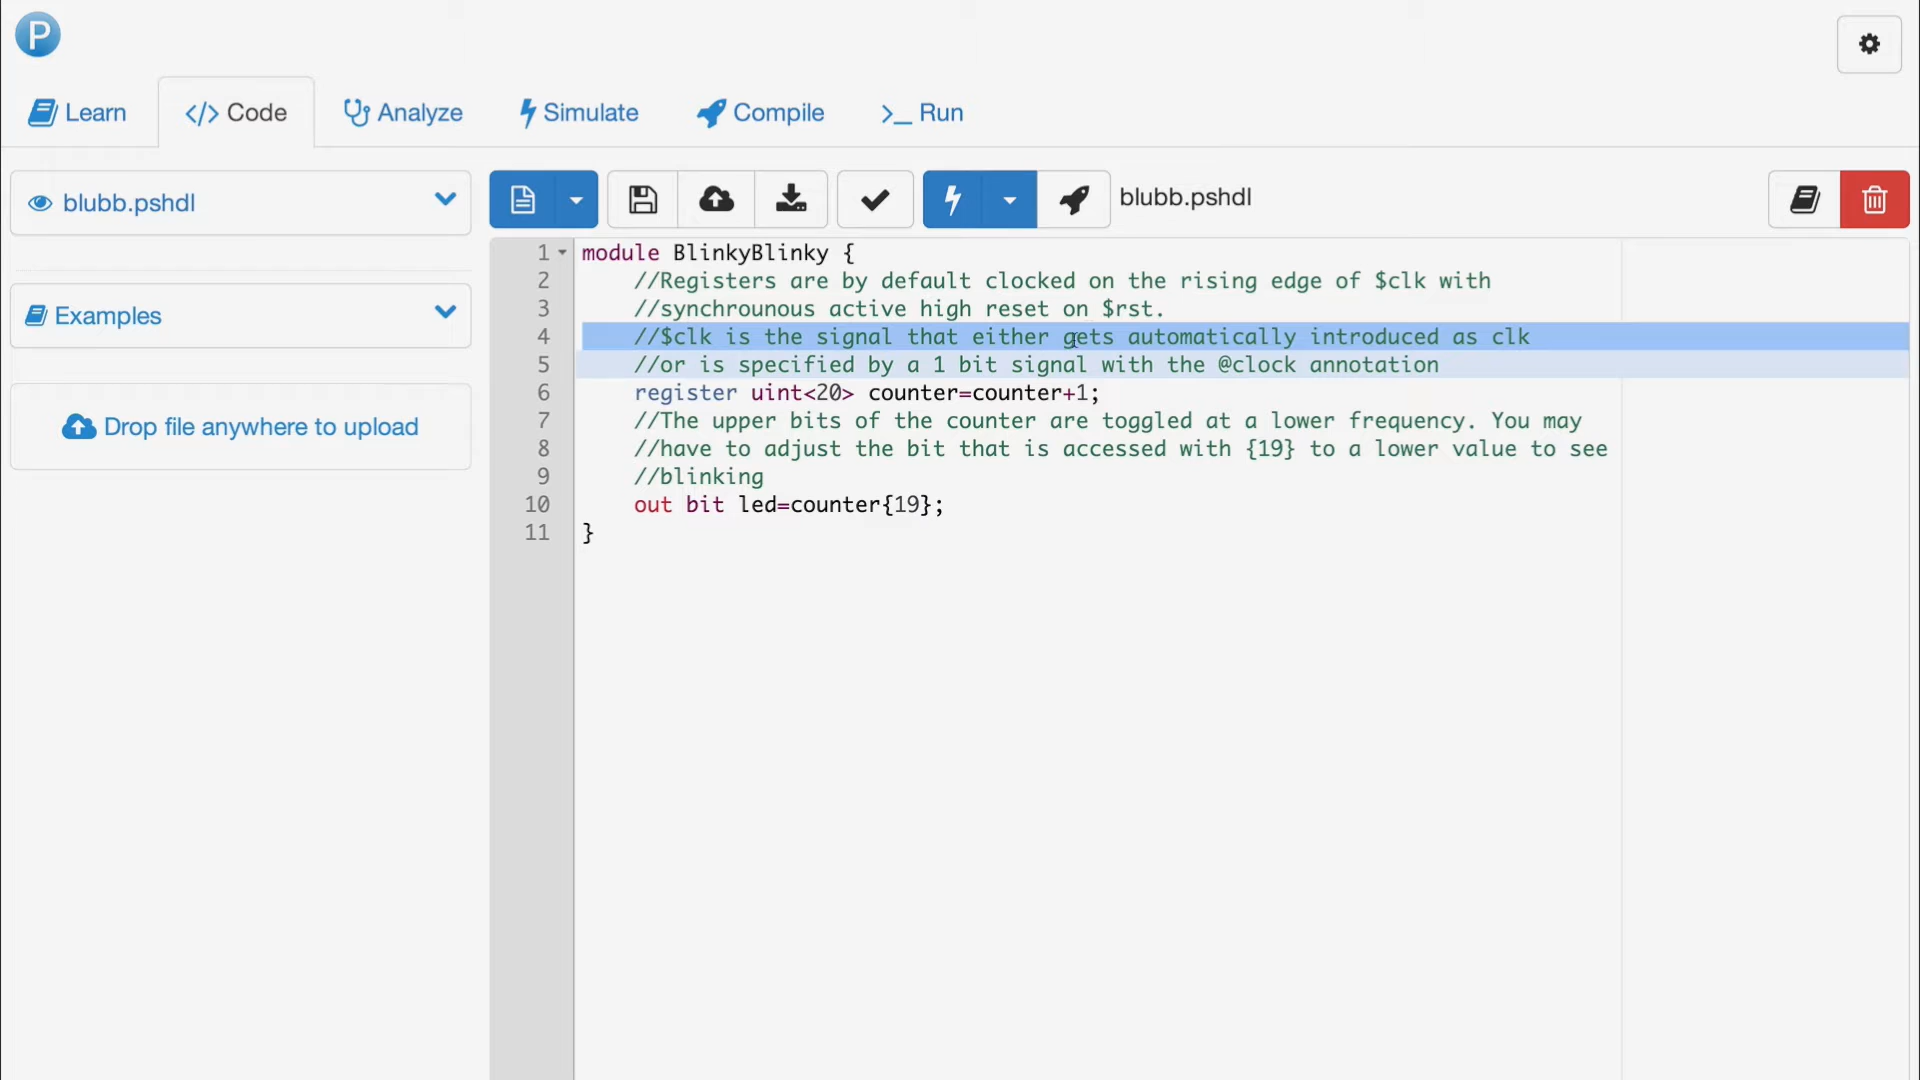 P
Learn
</> Code
Analyze
Simulate
Compile
>_ Run
blubb.pshdl
blubb.pshdl
Examples
Drop file anywhere to upload
1 module BlinkyBlinky {
2 //Registers are by default clocked on the rising edge of $clk with
3 //synchrounous active high reset on $rst.
4 //$clk is the signal that either gets automatically introduced as clk
5 //or is specified by a 1 bit signal with the @clock annotation
6 register uint<20> counter=counter+1;
7 //The upper bits of the counter are toggled at a lower frequency. You may
8 //have to adjust the bit that is accessed with {19} to a lower value to see
9 //blinking
10 out bit led=counter{19};
11 }